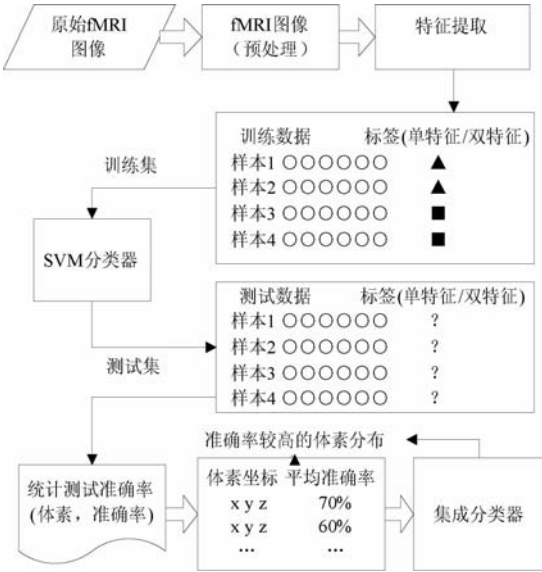 原始fMRI
图像
fMRI图像
(预处理)
特征提取
训练数据 标签(单特征/双特征)
样本1 ○○○○○○ ▲
样本2 ○○○○○○ ▲
样本3 ○○○○○○ ■
样本4 ○○○○○○ ■
训练集
SVM分类器
测试集
测试数据 标签(单特征/双特征)
样本1 ○○○○○○ ?
样本2 ○○○○○○ ?
样本3 ○○○○○○ ?
样本4 ○○○○○○ ?
准确率较高的体素分布
统计测试准确率
(体素，准确率)
体素坐标 平均准确率
x y z 70%
x y z 60%
... ...
集成分类器